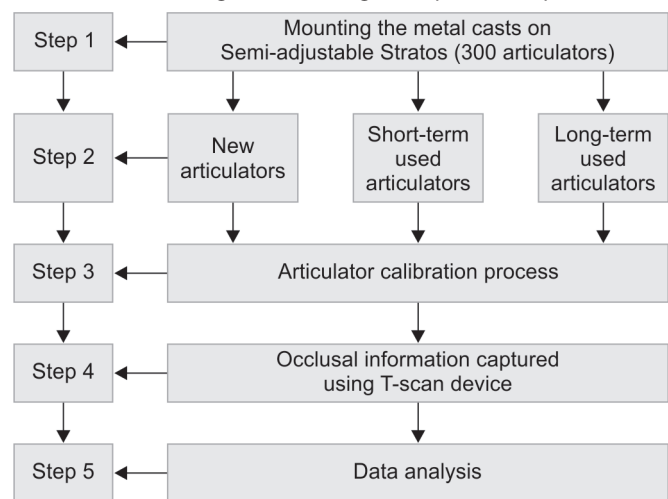 Step 1
Mounting the metal casts on
Semi-adjustable Stratos (300 articulators)
Step 2
New
articulators
Short-term
used
articulators
Long-term
used
articulators
Step 3
Articulator calibration process
Step 4
Occlusal information captured
using T-scan device
Step 5
Data analysis